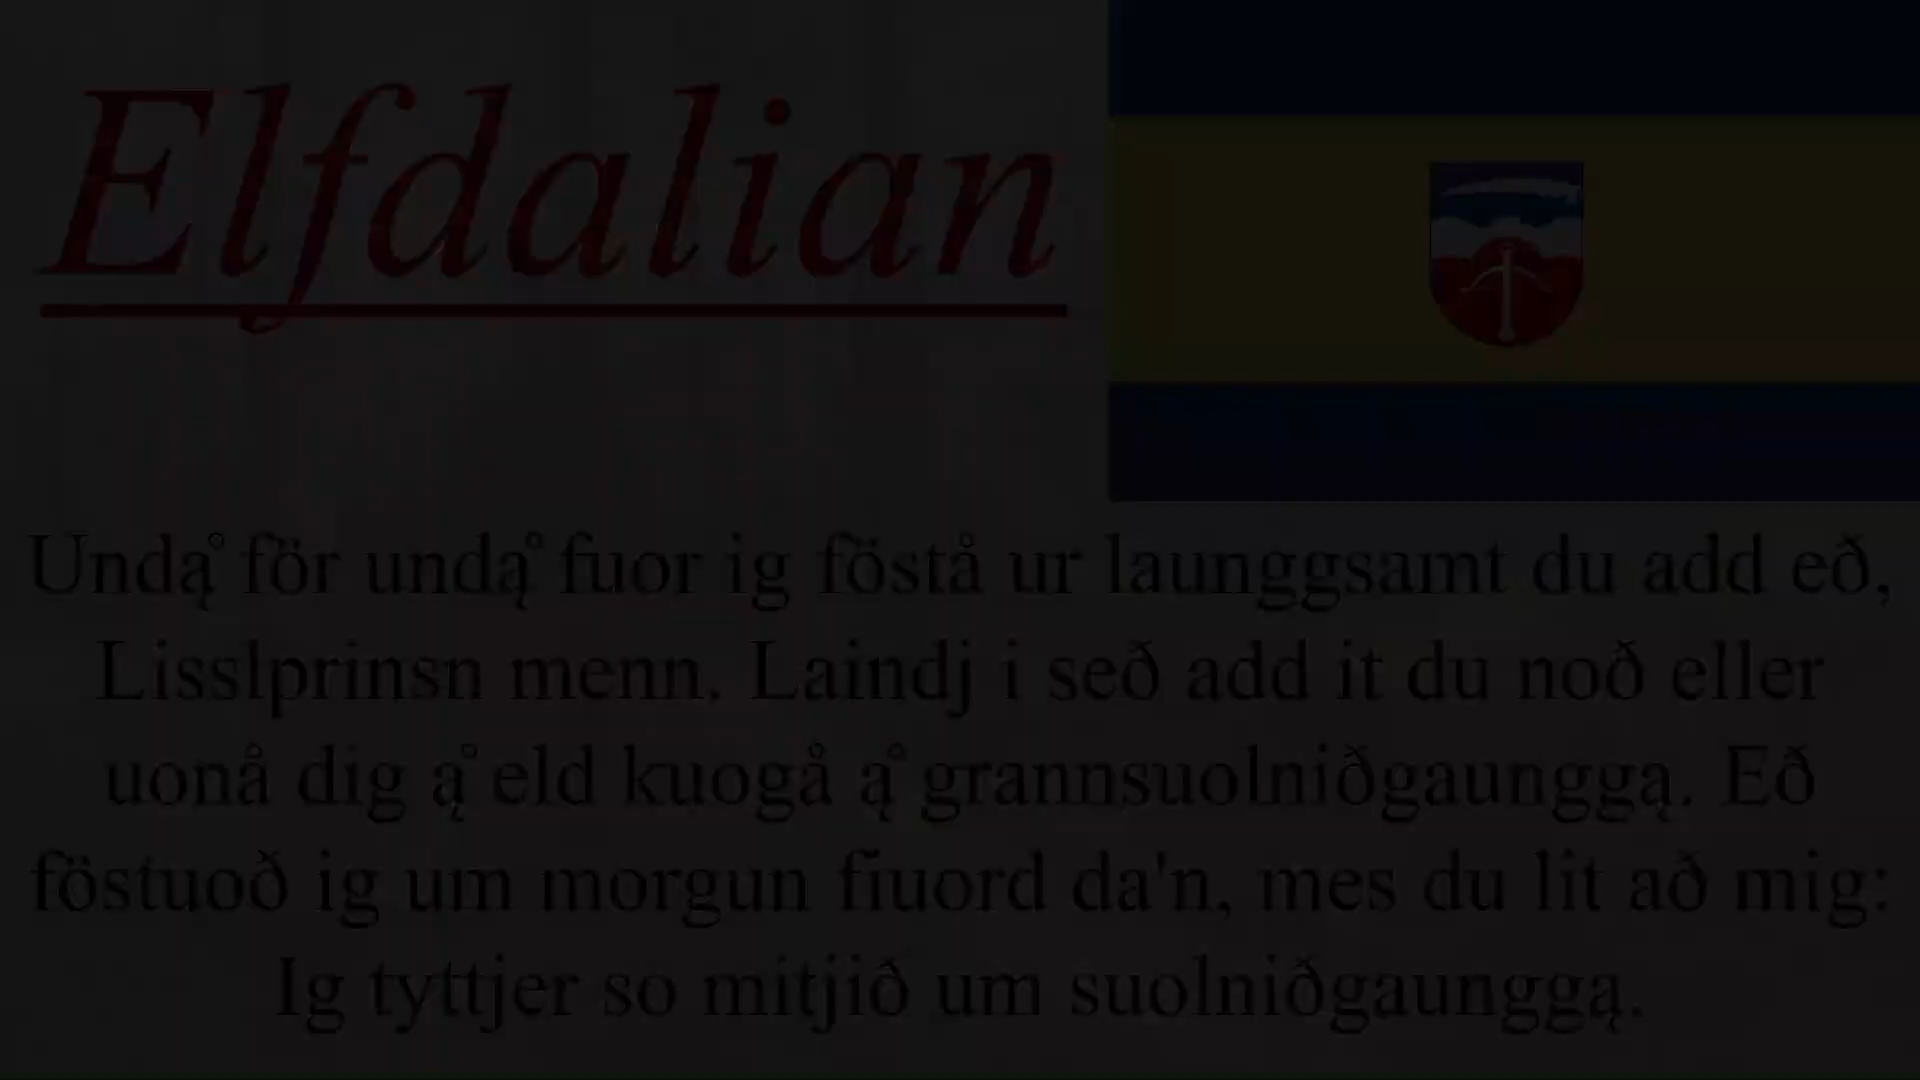 Elfdalian
Undą̊ för undą̊ fuor ig föstå ur launggsamt du add eð,
Lisslprinsn menn. Laindj i seð add it du noð eller
uonå dig ą̊ eld kuogå ą̊ grannsuolniðgaunggą. Eð
föstuoð ig um morgun fiuord da'n, mes du lit að mig:
Ig tyttjer so mitjið um suolniðgaunggą.